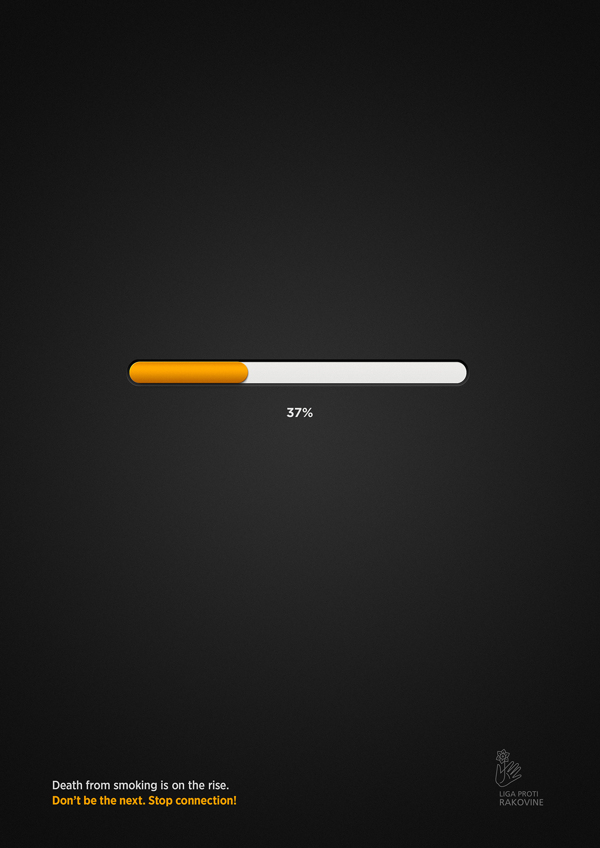 37%
Death from smoking is on the rise.
Don't be the next. Stop connection!
LIGA PROTI
RAKOVINE